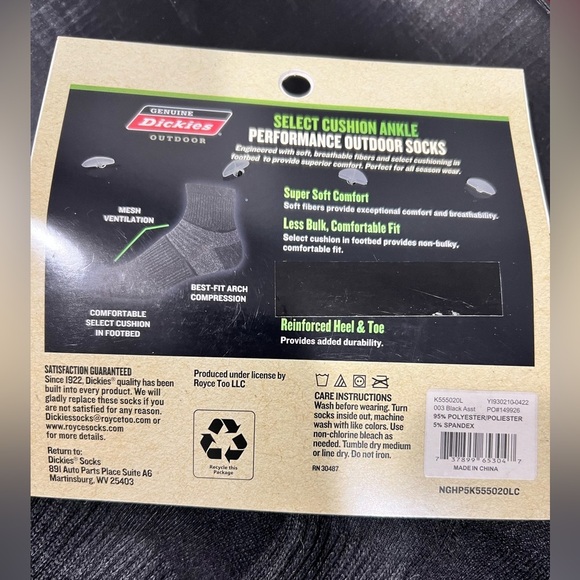 GENUINE
Dickies
OUTDOOR
SELECT CUSHION ANKLE
PERFORMANCE OUTDOOR SOCKS
Engineered with soft, breathable fibers and select cushioning in
footbed to provide superior comfort. Perfect for all season wear.
Super Soft Comfort
Soft fibers provide exceptional comfort and breathability.
Less Bulk, Comfortable Fit
Select cushion in footbed provides non-bulky,
comfortable fit.
Reinforced Heel & Toe
Provides added durability.
MESH
VENTILATION
BEST-FIT ARCH
COMPRESSION
COMFORTABLE
SELECT CUSHION
IN FOOTBED
SATISFACTION GUARANTEED
Since 1922, Dickies® quality has been
built into every product. We will
gladly replace these socks if you
are not satisfied for any reason.
Dickiessocks@roycetoo.com or
www.roycesocks.com
for more details.
Return to:
Dickies® Socks
891 Auto Parts Place Suite A6
Martinsburg, WV 25403
Produced under license by
Royce Too LLC
Recycle this
Package
CARE INSTRUCTIONS
Wash before wearing. Turn
socks inside out, machine
wash with like colors. Use
non-chlorine bleach as
needed. Tumble dry medium
or line dry. Do not iron.
RN 30487
K555020L YI930210-0422
003 Black Asst PO#149926
95% POLYESTER/POLIESTER
5% SPANDEX
7 37899 65304 7
MADE IN CHINA
NGHP5K555020LC